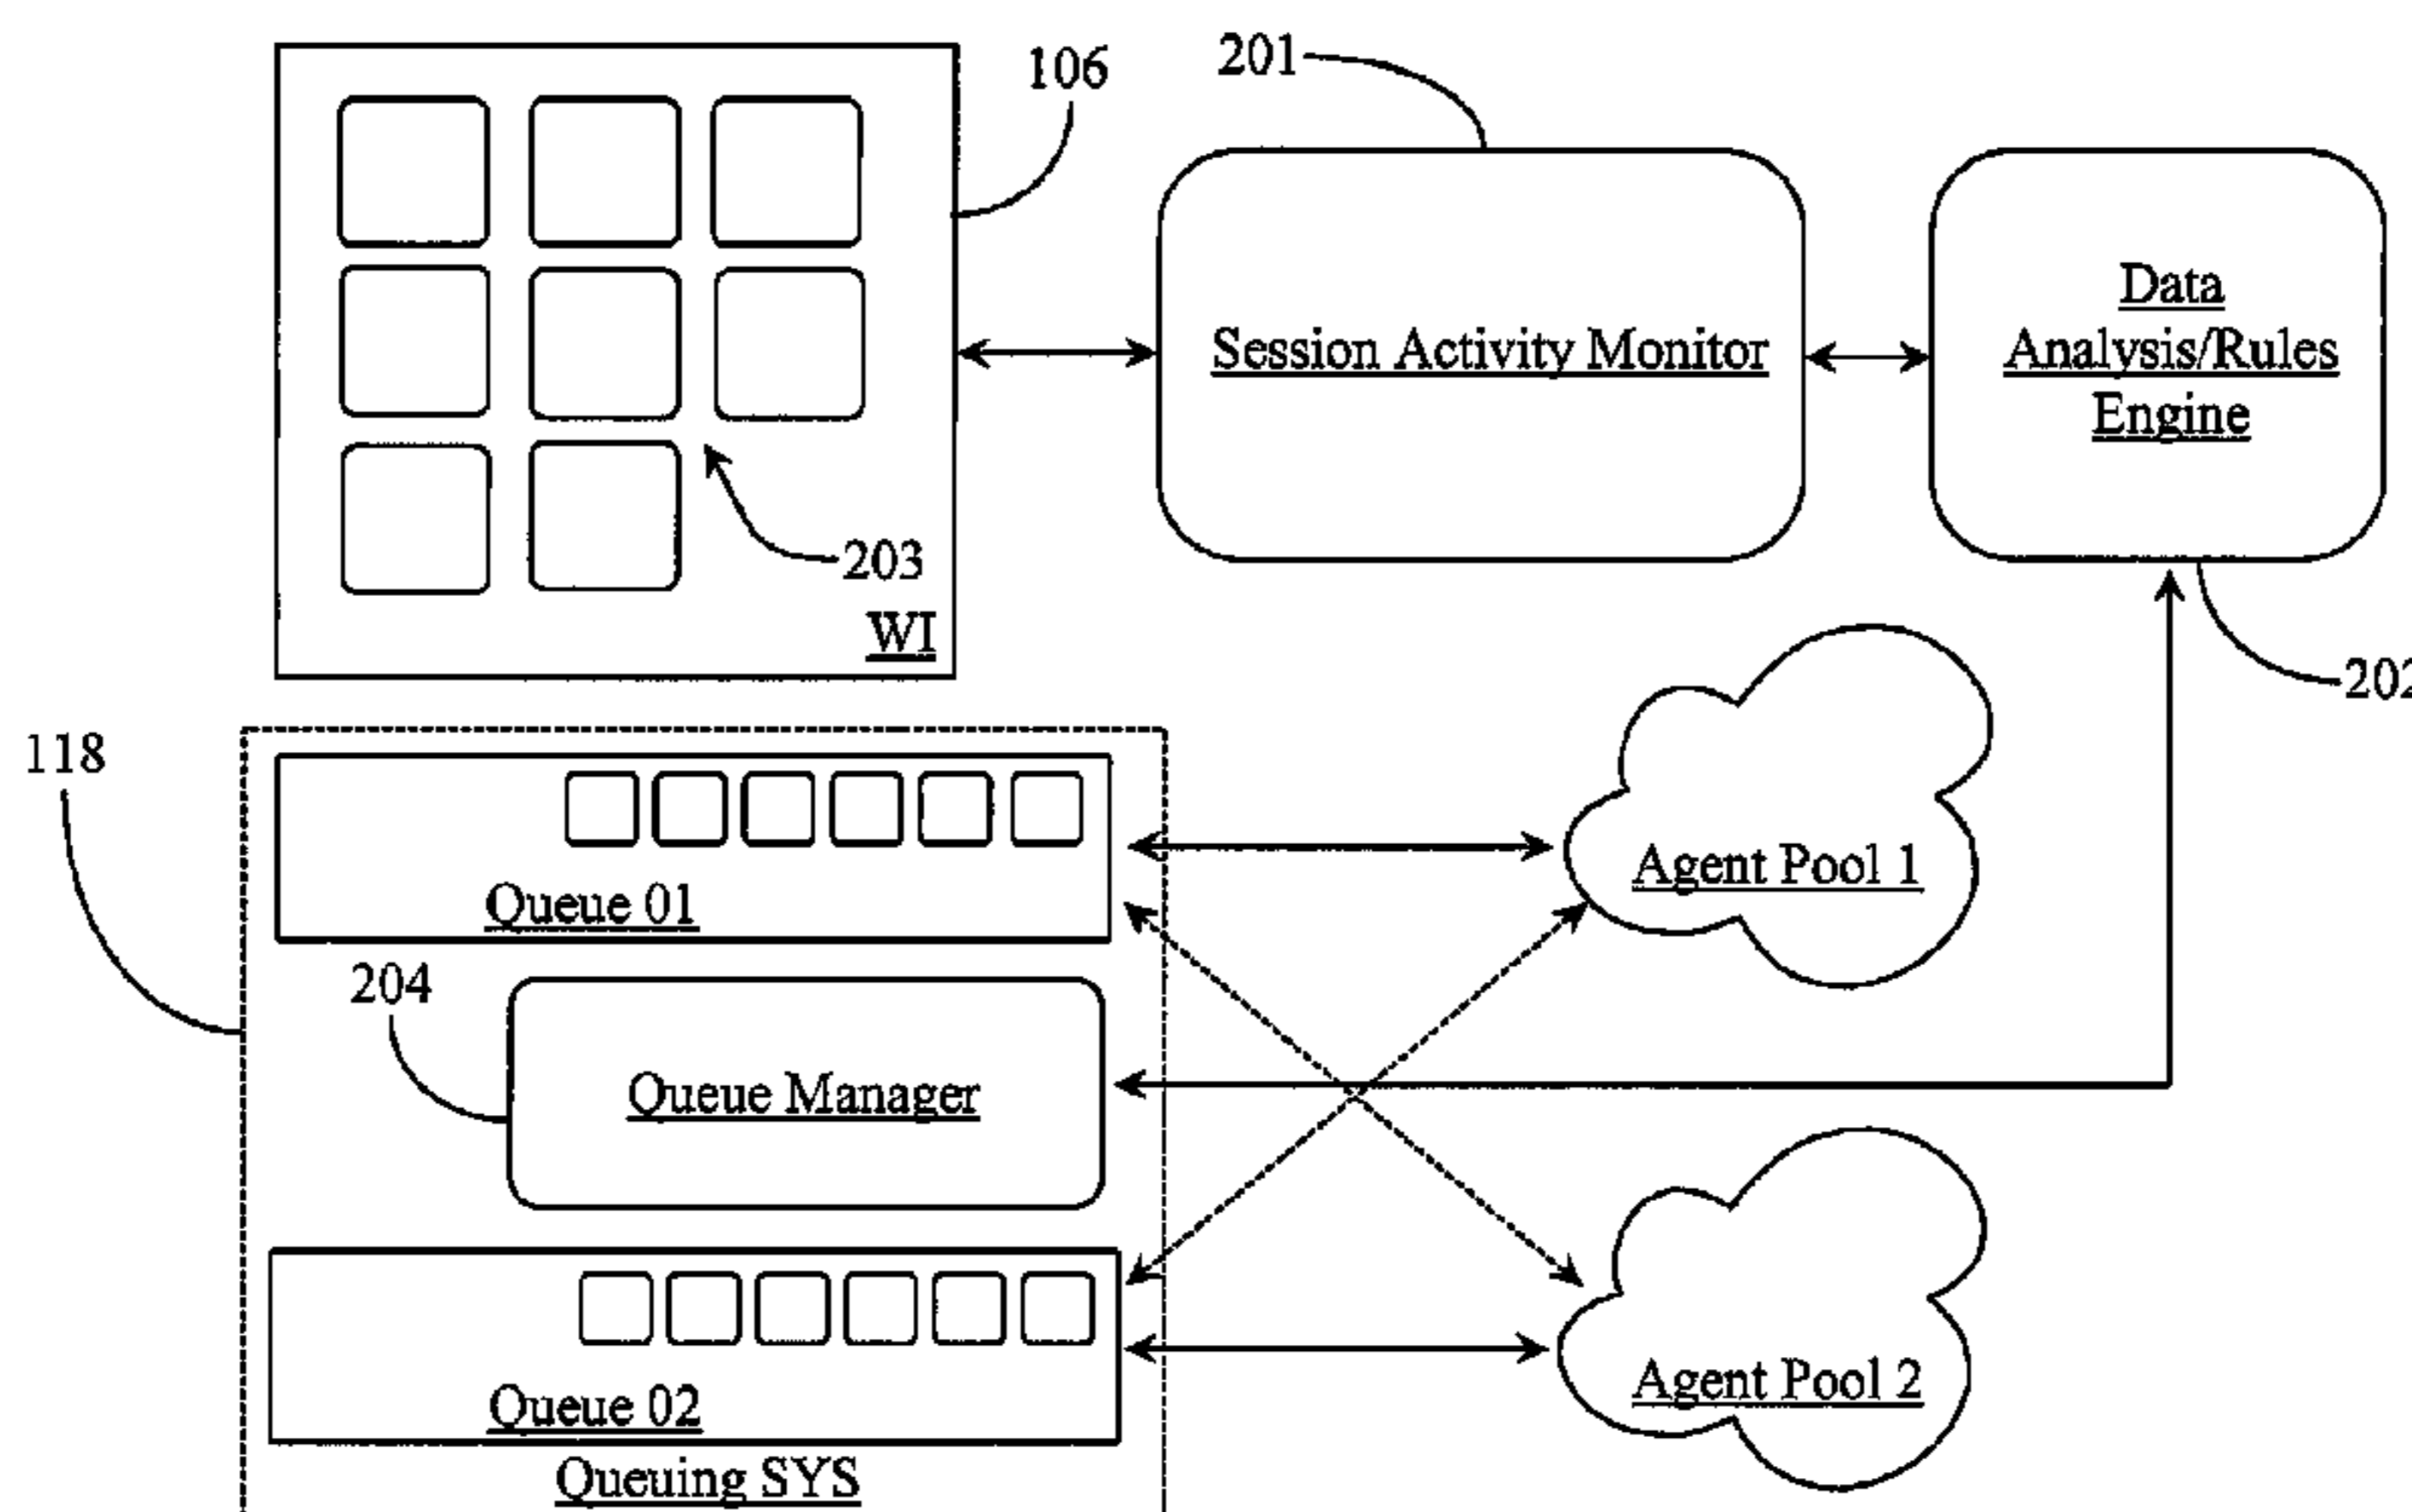 106
201
Session Activity Monitor
Data
Analysis/Rules
Engine
203
WI
202
118
Queue 01
Agent Pool 1
204
Queue Manager
Queue 02
Agent Pool 2
Queuing SYS